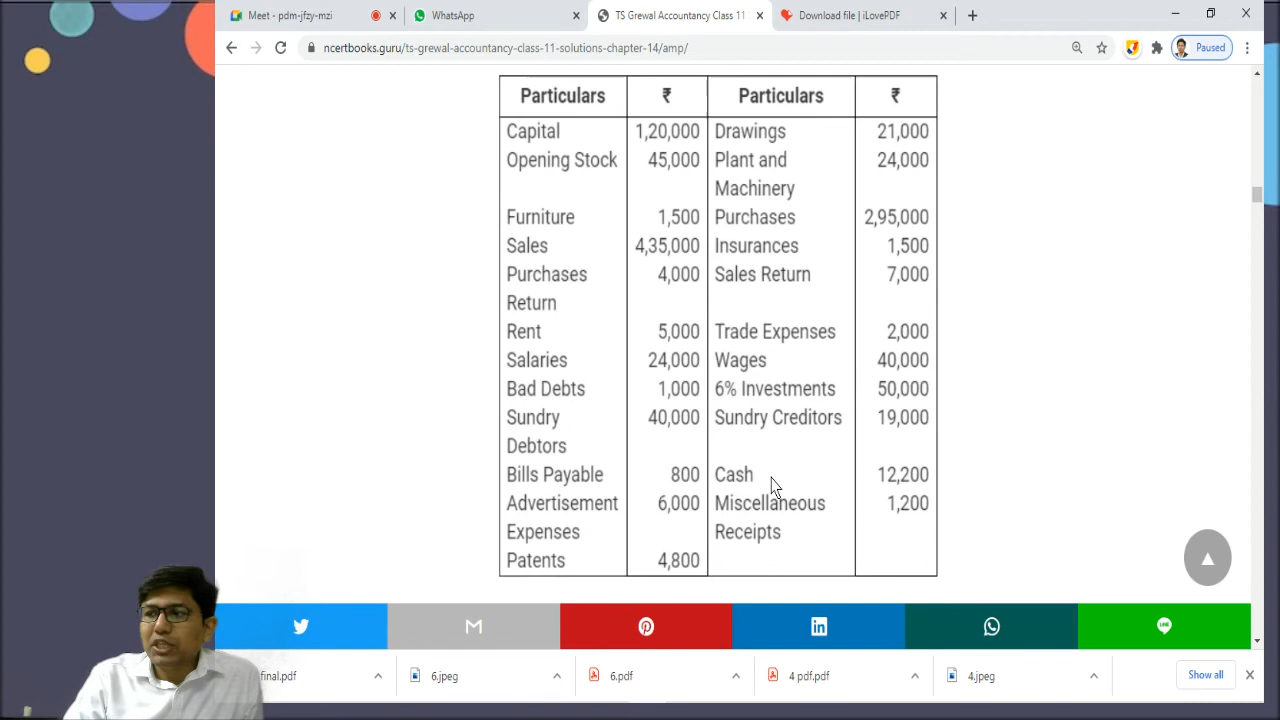 Meet - pdm-jfzy-mzi
WhatsApp
TS Grewal Accountancy Class 11
Download file | iLovePDF
ncertbooks.guru/ts-grewal-accountancy-class-11-solutions-chapter-14/amp/
Paused
Particulars ₹ Particulars ₹
Capital 1,20,000 Drawings 21,000
Opening Stock 45,000 Plant and 24,000
Machinery
Furniture 1,500 Purchases 2,95,000
Sales 4,35,000 Insurances 1,500
Purchases 4,000 Sales Return 7,000
Return
Rent 5,000 Trade Expenses 2,000
Salaries 24,000 Wages 40,000
Bad Debts 1,000 6% Investments 50,000
Sundry 40,000 Sundry Creditors 19,000
Debtors
Bills Payable 800 Cash 12,200
Advertisement 6,000 Miscellaneous 1,200
Expenses Receipts
Patents 4,800
LINE
final.pdf
6.jpeg
6.pdf
4 pdf.pdf
4.jpeg
Show all